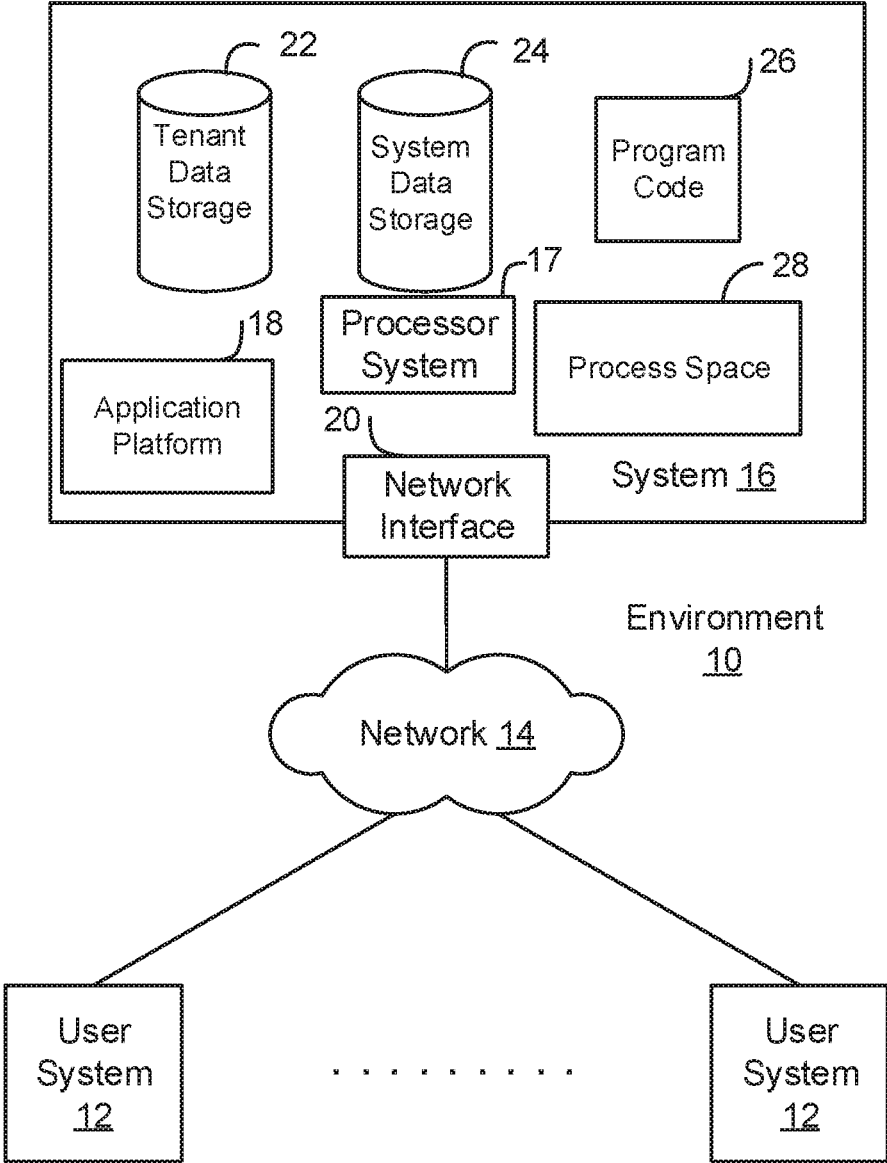 22
24
26
Tenant
Data
Storage
System
Data
Storage
Program
Code
17
28
18
Processor
System
Process Space
Application
Platform
20
System 16
Network
Interface
Environment
10
Network 14
User
System
12
. . . . . . . . .
User
System
12